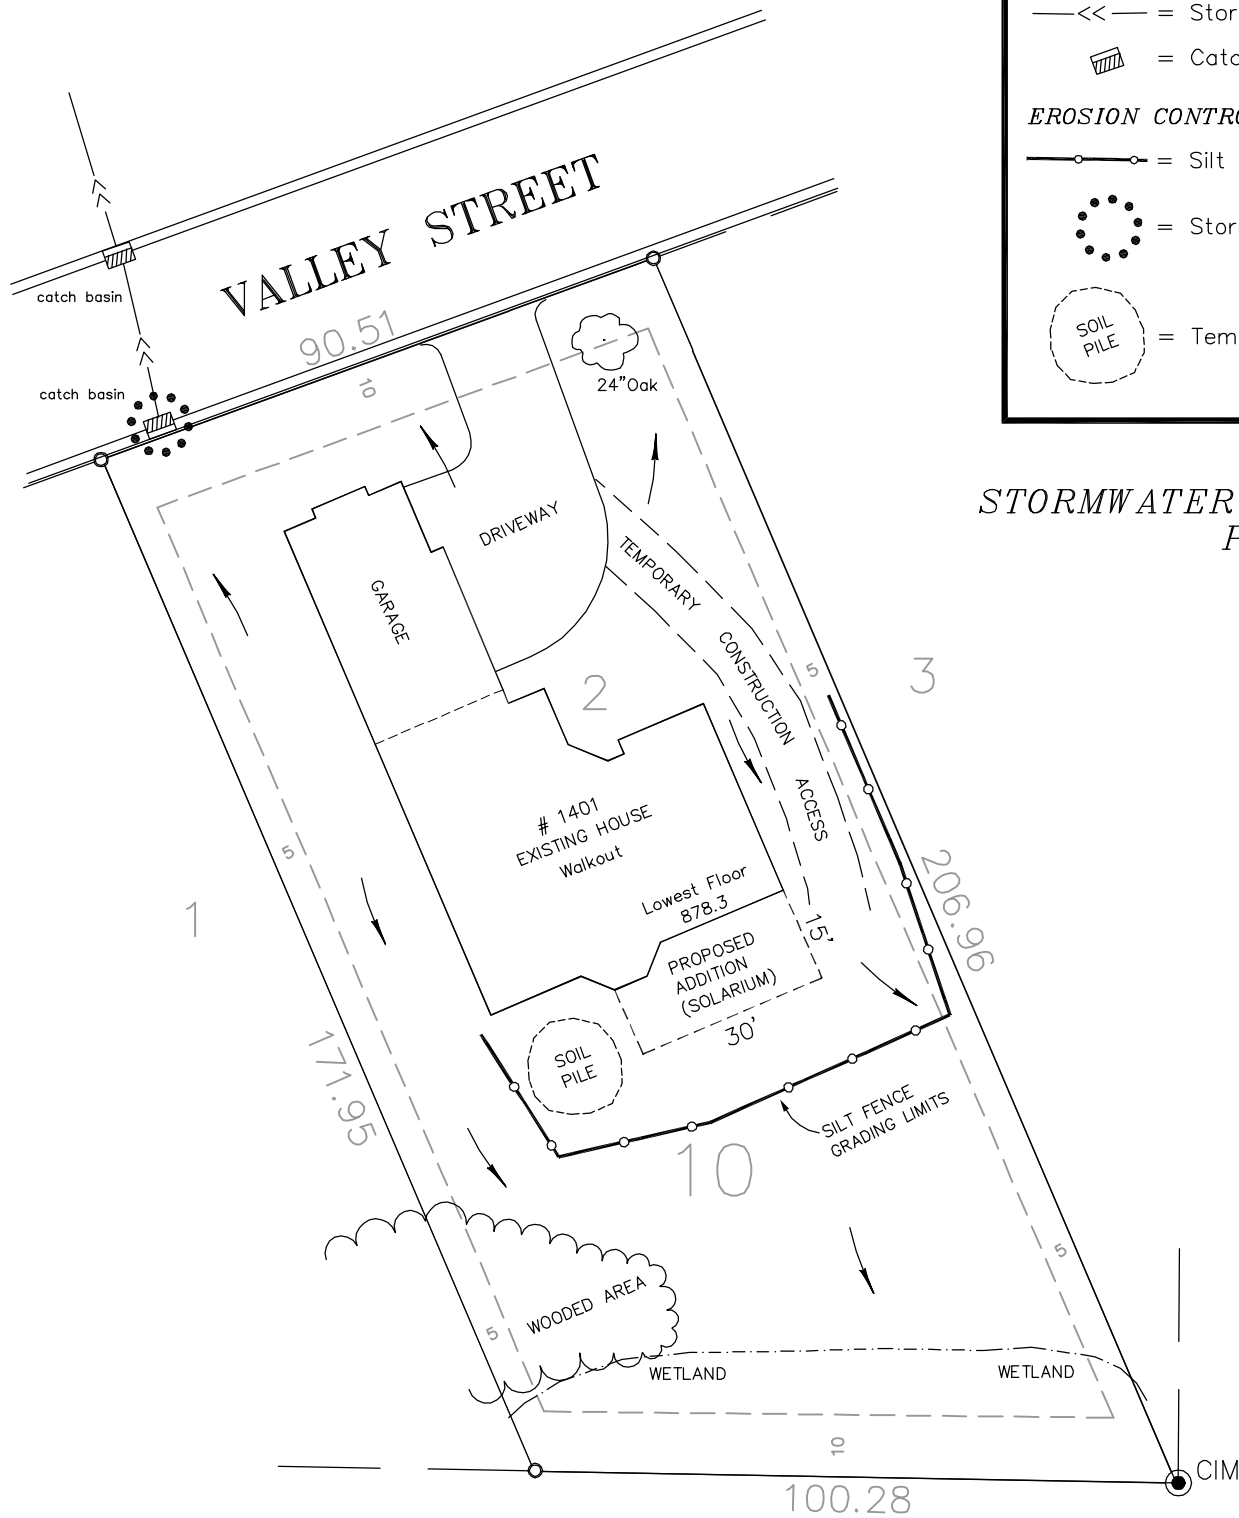 = Stor
= Catc
EROSION CONTRO
= Silt
= Stor
SOIL
PILE
= Tem
STORMWATER
P
VALLEY STREET
catch basin
catch basin
90.51
10
24"Oak
DRIVEWAY
GARAGE
TEMPORARY
CONSTRUCTION
ACCESS
2
5
3
# 1401
EXISTING HOUSE
Walkout
Lowest Floor
878.3
5
1
206.96
15'
PROPOSED
ADDITION
(SOLARIUM)
30'
SOIL
PILE
171.95
SILT FENCE
GRADING LIMITS
10
5
WOODED AREA
5
WETLAND
WETLAND
10
CIM
100.28